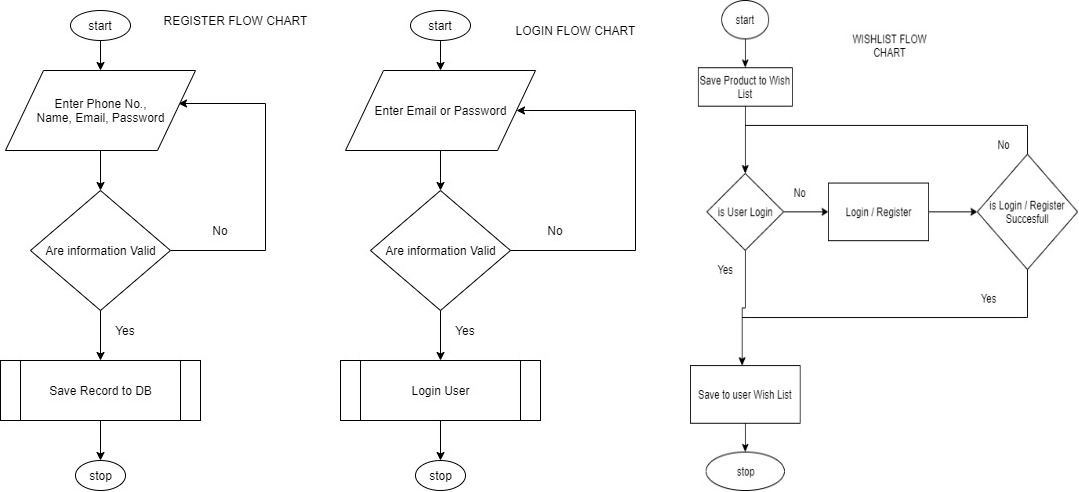 REGISTER FLOW CHART
start
Enter Phone No.,
Name, Email, Password
Are information Valid
No
Yes
Save Record to DB
stop
LOGIN FLOW CHART
start
Enter Email or Password
Are information Valid
No
Yes
Login User
stop
WISHLIST FLOW
CHART
start
Save Product to Wish
List
is User Login
No
Login / Register
is Login / Register
Succesfull
No
Yes
Yes
Save to user Wish List
stop